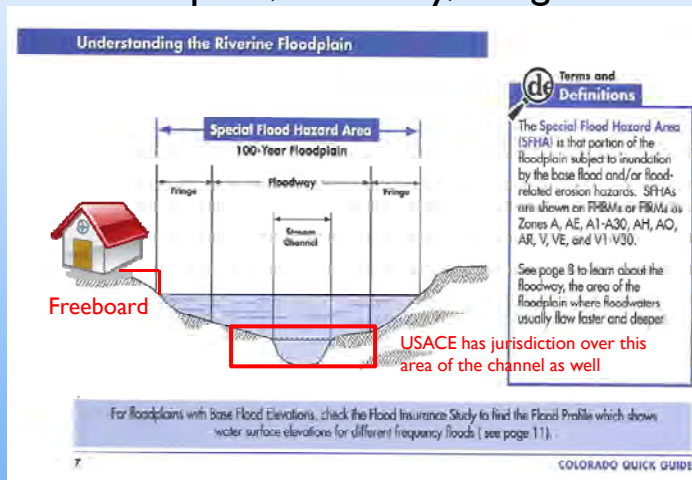 Understanding the Riverine Floodplain
Special Flood Hazard Area
100-Year Floodplain
Fringe
Floodway
Fringe
Stream
Channel
Freeboard
USACE has jurisdiction over this
area of the channel as well
Terms and
Definitions
The Special Flood Hazard Area
(SFHA) is that portion of the
floodplain subject to inundation
by the base flood and/or flood-
related erosion hazards. SFHAs
are shown on FHBMs or FIRMs as
Zones A, AE, A1-A30, AH, AO,
AR, V, VE, and V1-V30.
See page 8 to learn about the
floodway, the area of the
floodplain where floodwaters
usually flow faster and deeper.
For floodplains with Base Flood Elevations, check the Flood Insurance Study to find the Flood Profile which shows
water surface elevations for different frequency floods ( see page 11).
7
COLORADO QUICK GUIDE